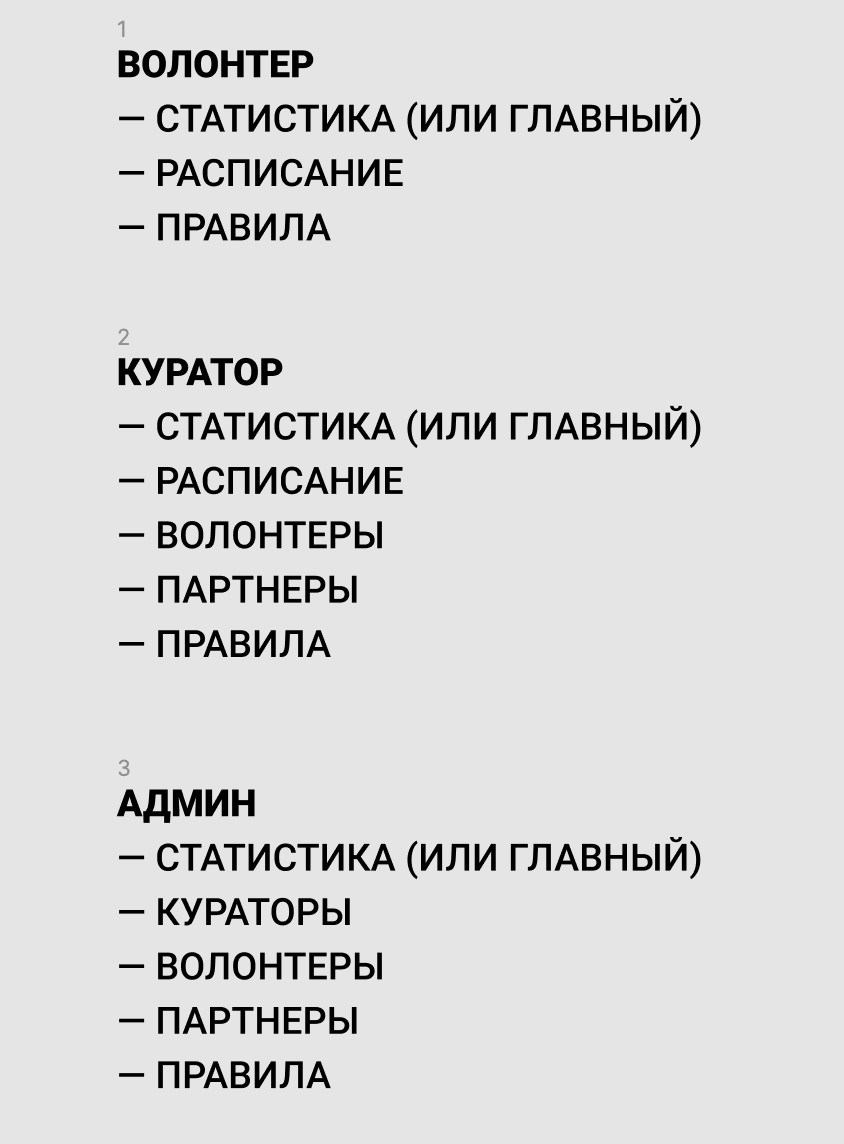 1
ВОЛОНТЕР
— СТАТИСТИКА (ИЛИ ГЛАВНЫЙ)
— РАСПИСАНИЕ
— ПРАВИЛА
2
КУРАТОР
— СТАТИСТИКА (ИЛИ ГЛАВНЫЙ)
— РАСПИСАНИЕ
— ВОЛОНТЕРЫ
— ПАРТНЕРЫ
— ПРАВИЛА
3
АДМИН
— СТАТИСТИКА (ИЛИ ГЛАВНЫЙ)
— КУРАТОРЫ
— ВОЛОНТЕРЫ
— ПАРТНЕРЫ
— ПРАВИЛА